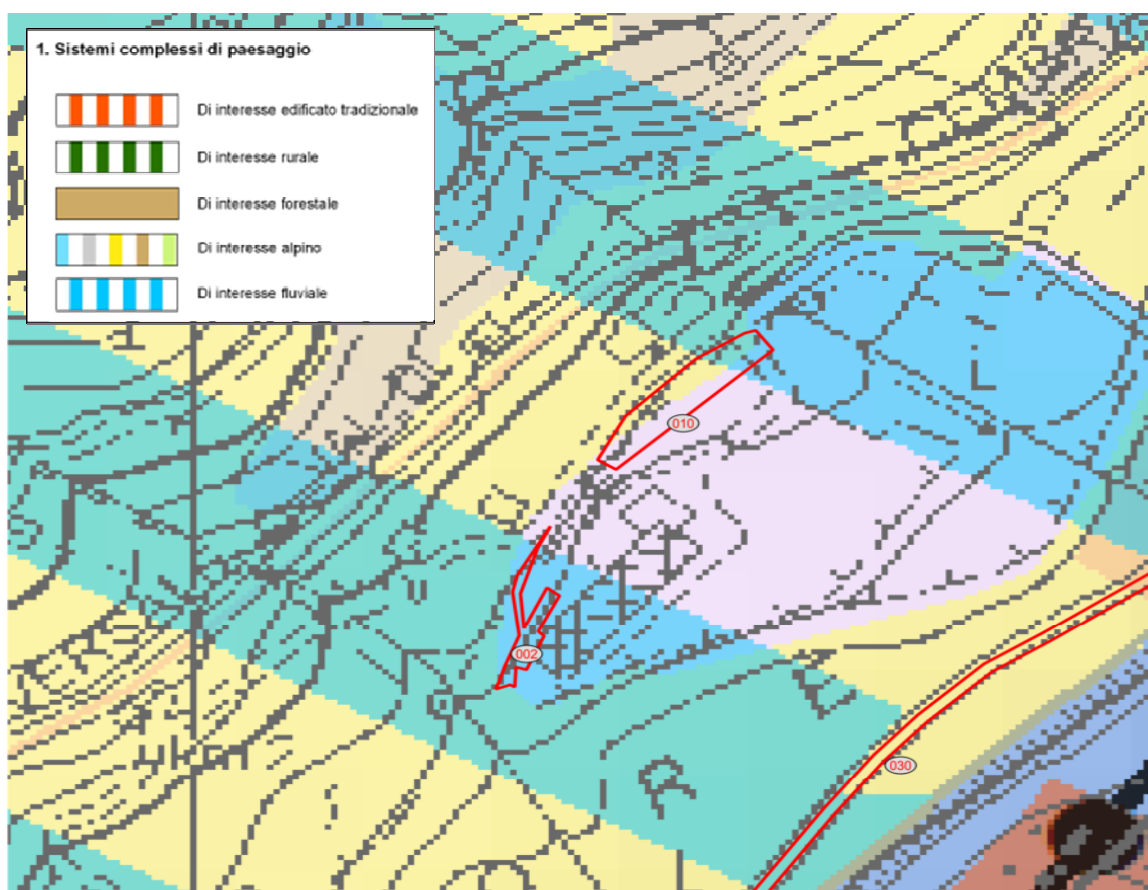 1. Sistemi complessi di paesaggio
Di interesse edificato tradizionale
Di interesse rurale
Di interesse forestale
Di interesse alpino
Di interesse fluviale
010
002
030